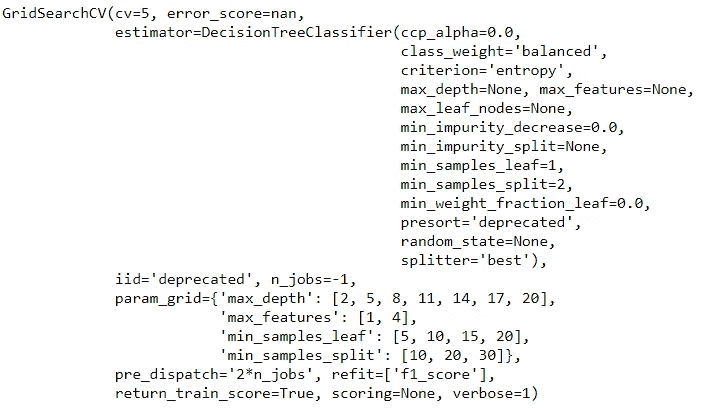 GridSearchCV(cv=5, error_score=nan,
estimator=DecisionTreeClassifier(ccp_alpha=0.0,
class_weight='balanced',
criterion='entropy',
max_depth=None, max_features=None,
max_leaf_nodes=None,
min_impurity_decrease=0.0,
min_impurity_split=None,
min_samples_leaf=1,
min_samples_split=2,
min_weight_fraction_leaf=0.0,
presort='deprecated',
random_state=None,
splitter='best'),
iid='deprecated', n_jobs=-1,
param_grid={'max_depth': [2, 5, 8, 11, 14, 17, 20],
'max_features': [1, 4],
'min_samples_leaf': [5, 10, 15, 20],
'min_samples_split': [10, 20, 30]},
pre_dispatch='2*n_jobs', refit=['f1_score'],
return_train_score=True, scoring=None, verbose=1)